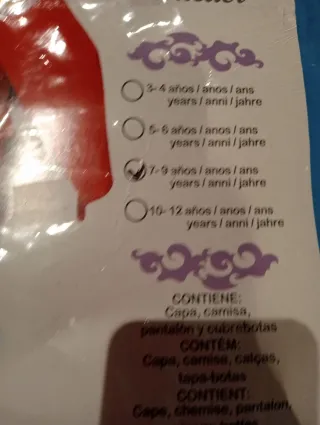 3-4 años / anos / ans
years / anni / jahre
5-6 años / anos / ans
years / anni / jahre
7-9 años / anos / ans
years / anni / jahre
10-12 años / anos / ans
years / anni / jahre
CONTIENE:
Capa, camisa,
pantalón y cubrebotas
CONTÉM:
Capa, camisa, calças,
tapa-botas
CONTIENT:
Cape, chemise, pantalon,